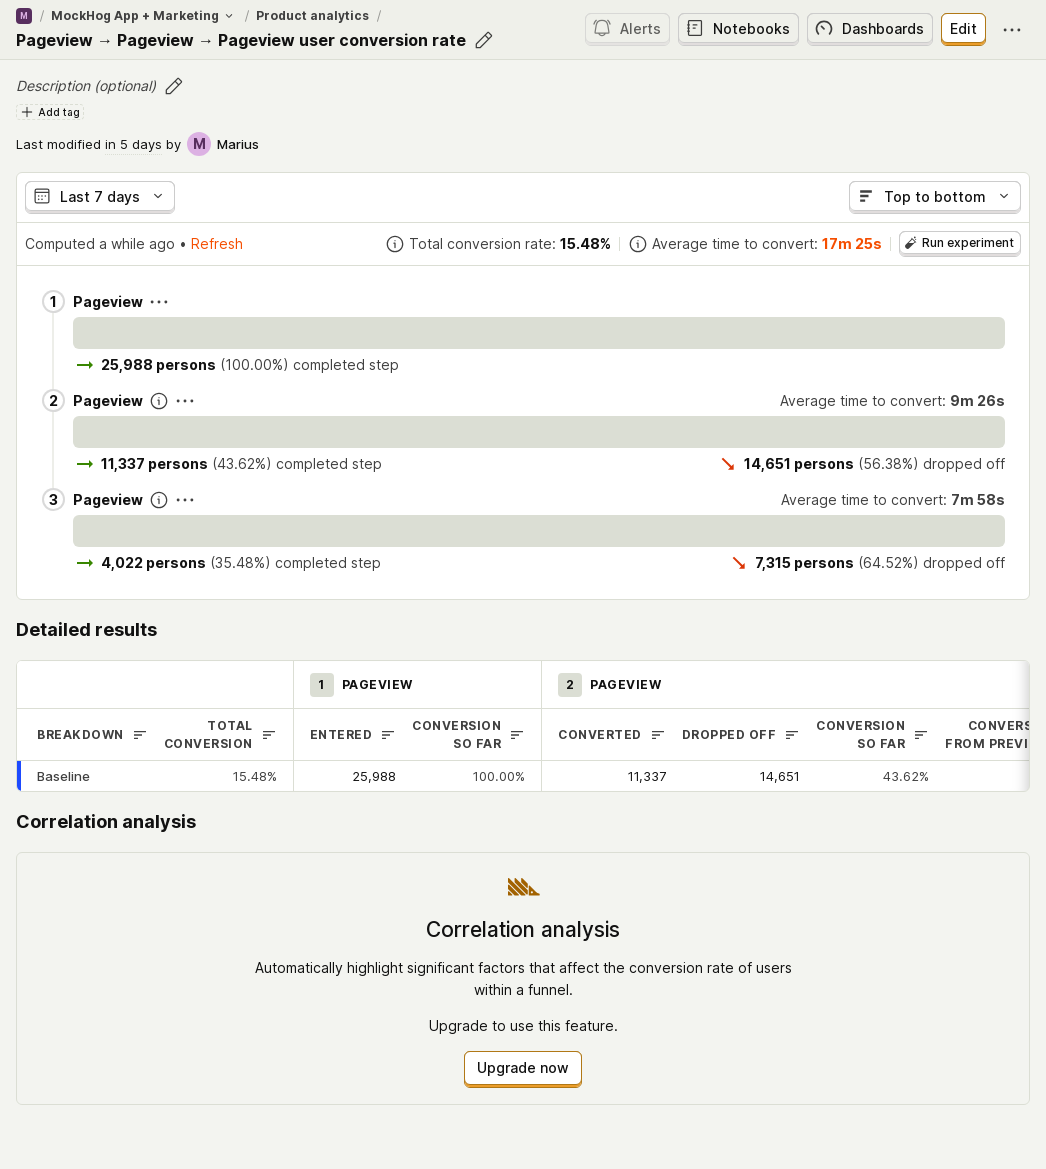 M / MockHog App + Marketing / Product analytics /
Pageview → Pageview → Pageview user conversion rate
Alerts
Notebooks
Dashboards
Edit
Description (optional)
Add tag
Last modified in 5 days by M Marius
Last 7 days
Top to bottom
Computed a while ago • Refresh
Total conversion rate: 15.48%
Average time to convert: 17m 25s
Run experiment
1 Pageview
25,988 persons (100.00%) completed step
2 Pageview
Average time to convert: 9m 26s
11,337 persons (43.62%) completed step
14,651 persons (56.38%) dropped off
3 Pageview
Average time to convert: 7m 58s
4,022 persons (35.48%) completed step
7,315 persons (64.52%) dropped off
Detailed results
1 PAGEVIEW
2 PAGEVIEW
BREAKDOWN
TOTAL
CONVERSION
ENTERED
CONVERSION
SO FAR
CONVERTED
DROPPED OFF
CONVERSION
SO FAR
CONVERS
FROM PREVI
Baseline 15.48% 25,988 100.00% 11,337 14,651 43.62%
Correlation analysis
Correlation analysis
Automatically highlight significant factors that affect the conversion rate of users
within a funnel.
Upgrade to use this feature.
Upgrade now